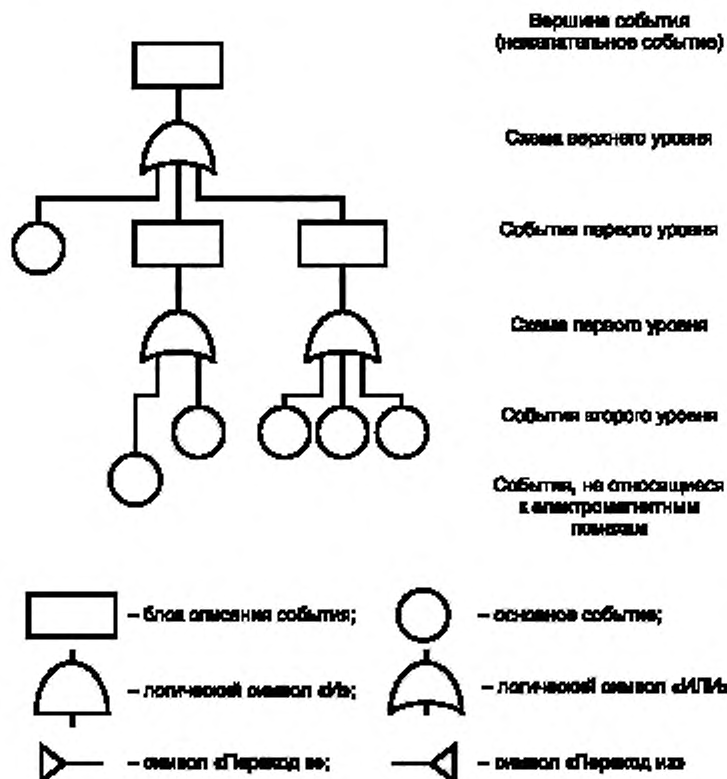 Вершина события
(нежелательное событие)
Схема верхнего уровня
События первого уровня
Схема первого уровня
События второго уровня
События, не относящиеся
к электромагнитным
помехам
– блок описания события;
– основное событие;
– логический символ «И»;
– логический символ «ИЛИ»
– символ «Переход в»;
– символ «Переход из»